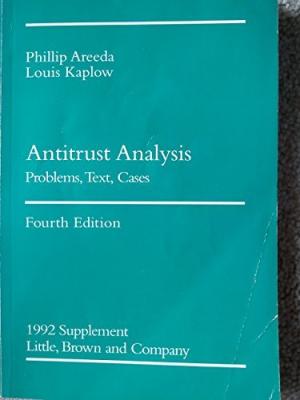 Phillip Areeda
Louis Kaplow
Antitrust Analysis
Problems, Text, Cases
Fourth Edition
1992 Supplement
Little, Brown and Company